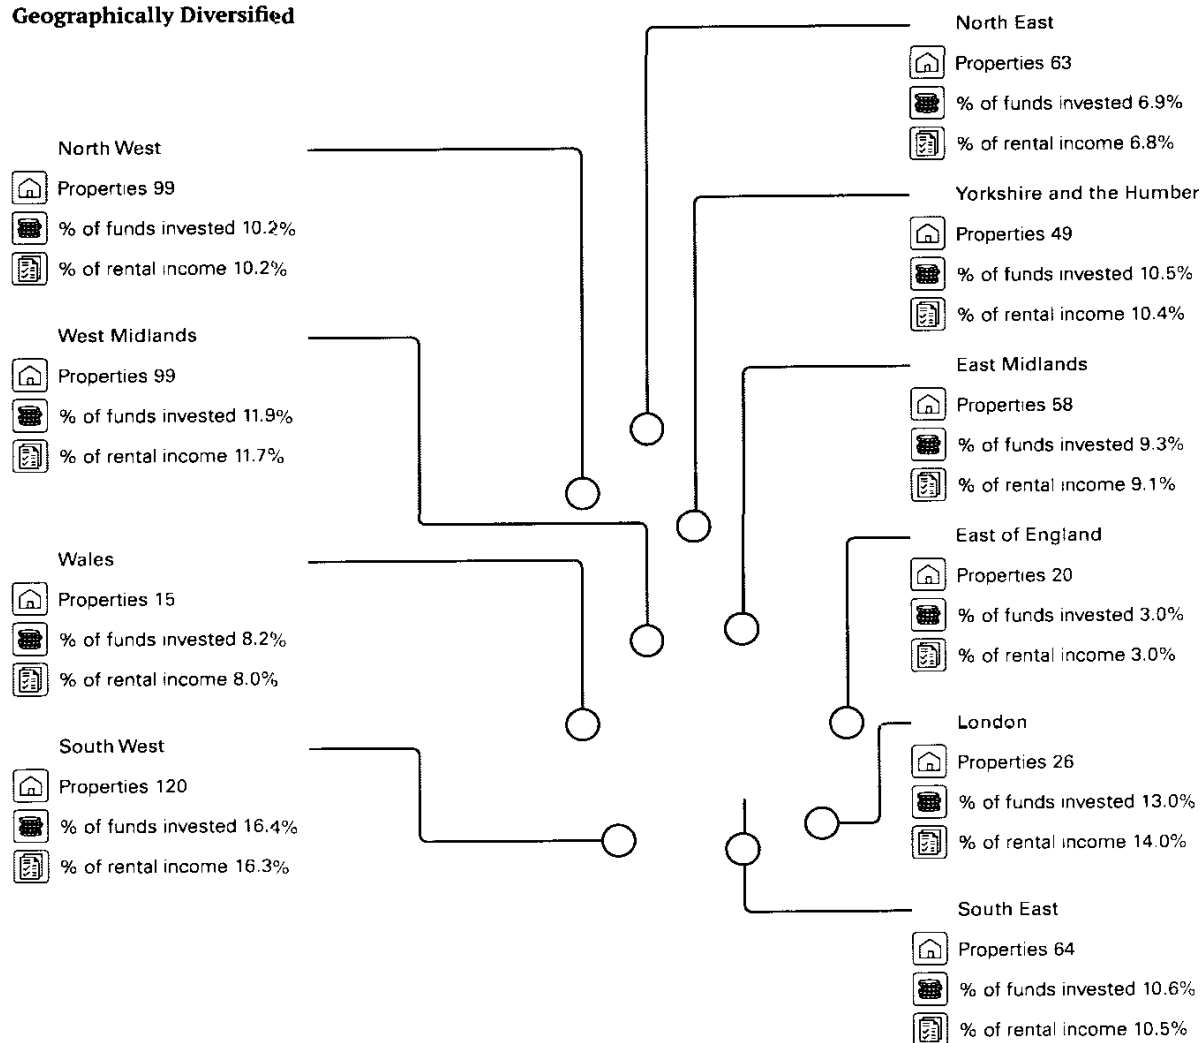 Geographically Diversified
North West
Properties 99
% of funds invested 10.2%
% of rental income 10.2%
West Midlands
Properties 99
% of funds invested 11.9%
% of rental income 11.7%
Wales
Properties 15
% of funds invested 8.2%
% of rental income 8.0%
South West
Properties 120
% of funds invested 16.4%
% of rental income 16.3%
North East
Properties 63
% of funds invested 6.9%
% of rental income 6.8%
Yorkshire and the Humber
Properties 49
% of funds invested 10.5%
% of rental income 10.4%
East Midlands
Properties 58
% of funds invested 9.3%
% of rental income 9.1%
East of England
Properties 20
% of funds invested 3.0%
% of rental income 3.0%
London
Properties 26
% of funds invested 13.0%
% of rental income 14.0%
South East
Properties 64
% of funds invested 10.6%
% of rental income 10.5%